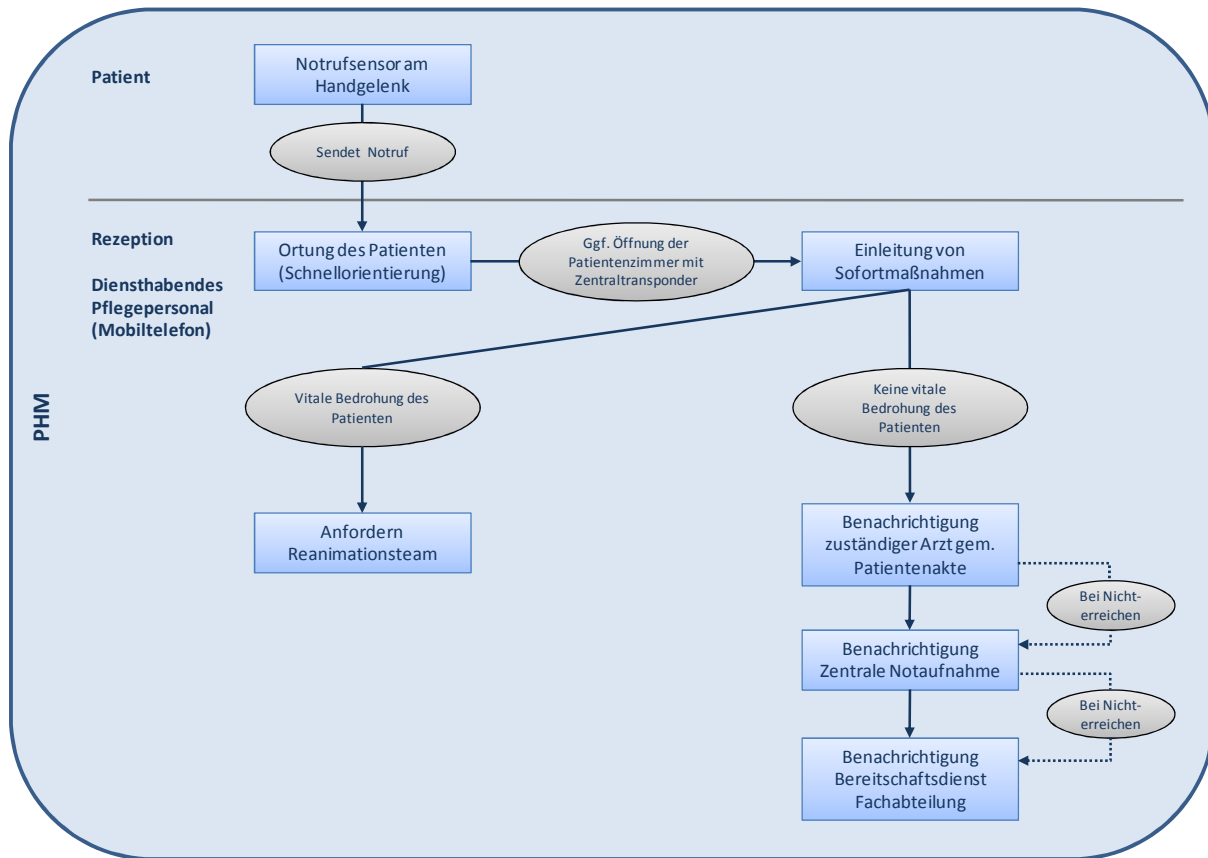 Patient
Notrufsensor am
Handgelenk
Sendet Notruf
Rezeption
Diensthabendes
Pflegepersonal
(Mobiltelefon)
Ortung des Patienten
(Schnellorientierung)
Ggf. Öffnung der
Patientenzimmer mit
Zentraltransponder
Einleitung von
Sofortmaßnahmen
PHM
Vitale Bedrohung des
Patienten
Keine vitale
Bedrohung des
Patienten
Anfordern
Reanimationsteam
Benachrichtigung
zuständiger Arzt gem.
Patientenakte
Bei Nicht-
erreichen
Benachrichtigung
Zentrale Notaufnahme
Bei Nicht-
erreichen
Benachrichtigung
Bereitschaftsdienst
Fachabteilung